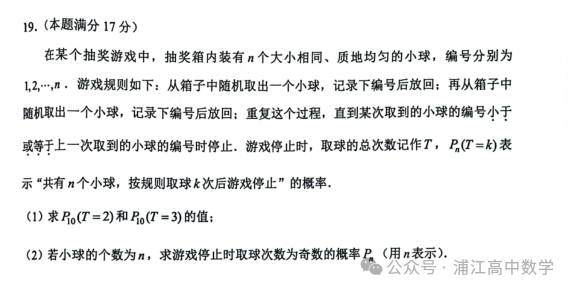 19.(本题满分 17 分)
在某个抽奖游戏中，抽奖箱内装有 n 个大小相同、质地均匀的小球，编号分别为
1,2,⋯,n．游戏规则如下：从箱子中随机取出一个小球，记录下编号后放回；再从箱子中
随机取出一个小球，记录下编号后放回；重复这个过程，直到某次取到的小球的编号小于
或等于上一次取到的小球的编号时停止．游戏停止时，取球的总次数记作 T，Pₙ(T=k) 表
示“共有 n 个小球，按规则取球 k 次后游戏停止”的概率．
(1) 求 P₁₀(T=2) 和 P₁₀(T=3) 的值；
(2) 若小球的个数为 n，求游戏停止时取球次数为奇数的概率 Pₙ (用 n 表示)．
公众号·浦江高中数学